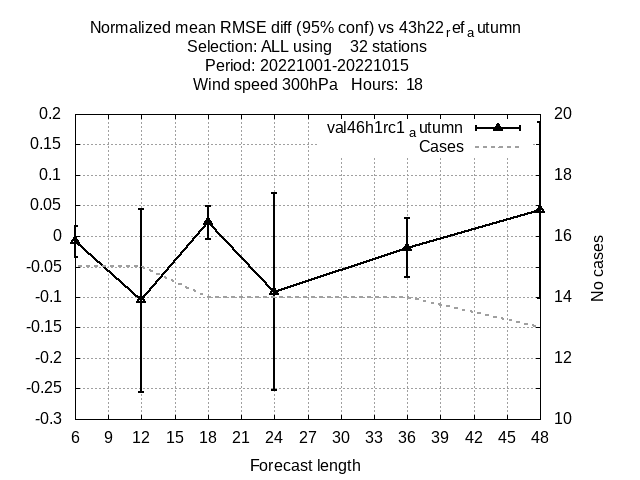 Normalized mean RMSE diff (95% conf) vs 43h22refautumn
Selection: ALL using 32 stations
Period: 20221001-20221015
Wind speed 300hPa Hours: 18
val46h1rc1 autumn
Cases
0.2
0.15
0.1
0.05
0
-0.05
-0.1
-0.15
-0.2
-0.25
-0.3
20
18
16
14
12
10
No cases
6 9 12 15 18 21 24 27 30 33 36 39 42 45 48
Forecast length